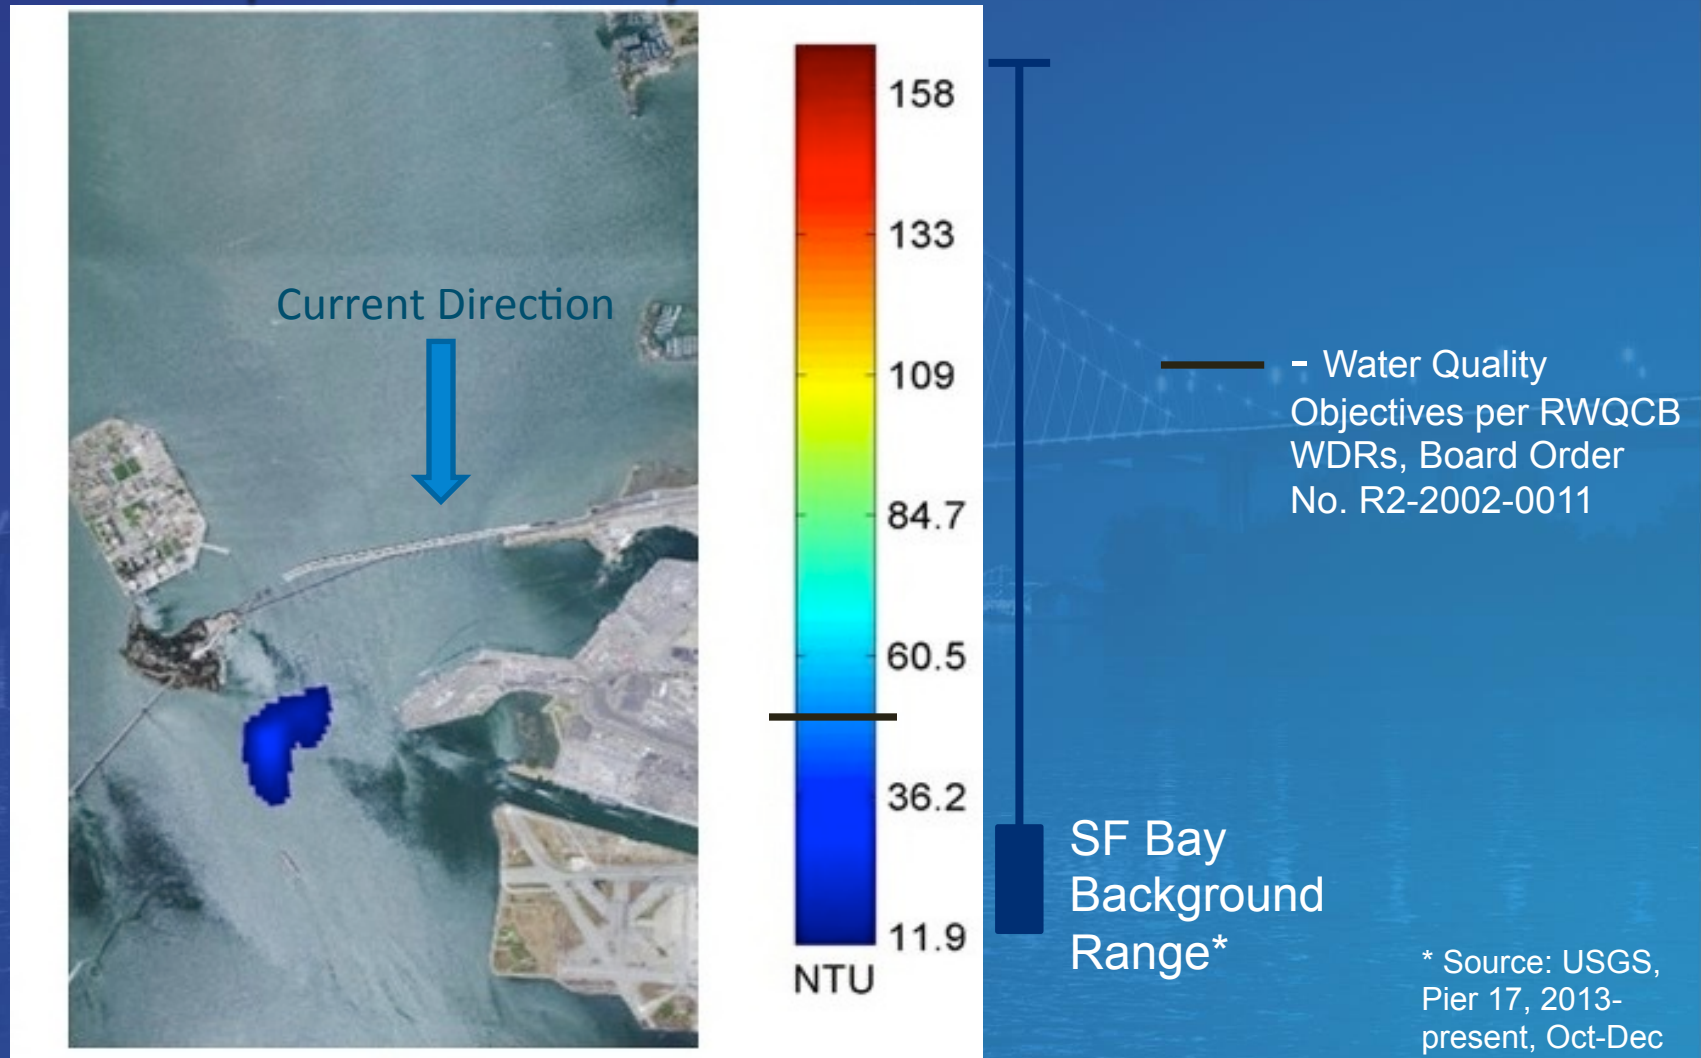 Current Direction
158
133
109
84.7
60.5
36.2
11.9
NTU
- Water Quality
Objectives per RWQCB
WDRs, Board Order
No. R2-2002-0011
SF Bay
Background
Range*
* Source: USGS,
Pier 17, 2013-
present, Oct-Dec